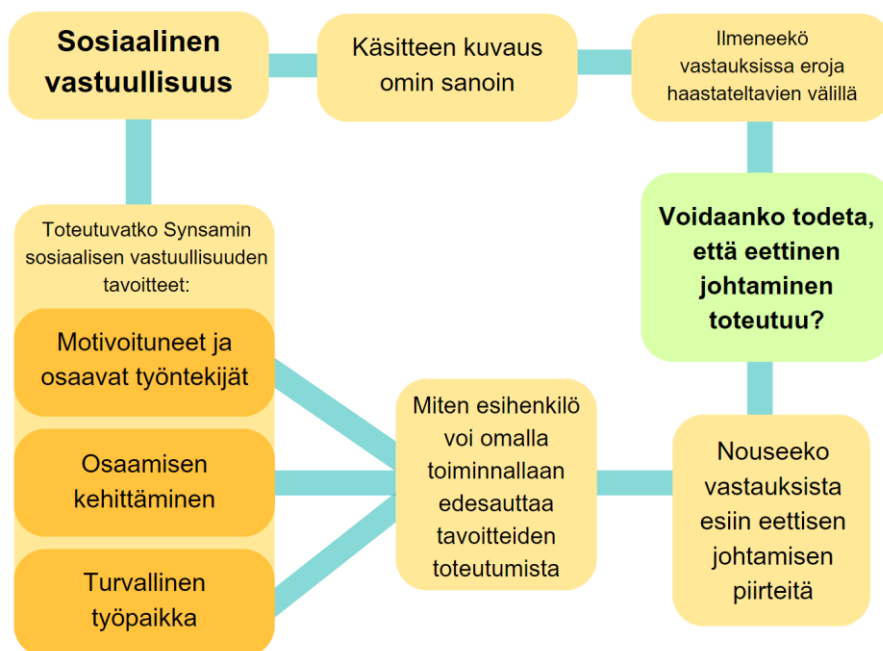 Sosiaalinen
vastuullisuus
Käsitteen kuvaus
omin sanoin
Ilmeneekö
vastauksissa eroja
haastateltavien välillä
Toteutuvatko Synsamin
sosiaalisen vastuullisuuden
tavoitteet:
Motivoituneet ja
osaavat työntekijät
Osaamisen
kehittäminen
Turvallinen
työpaikka
Miten esihenkilö
voi omalla
toiminnallaan
edesauttaa
tavoitteiden
toteutumista
Nouseeko
vastauksista
esiin eettisen
johtamisen
piirteitä
Voidaanko todeta,
että eettinen
johtaminen
toteutuu?